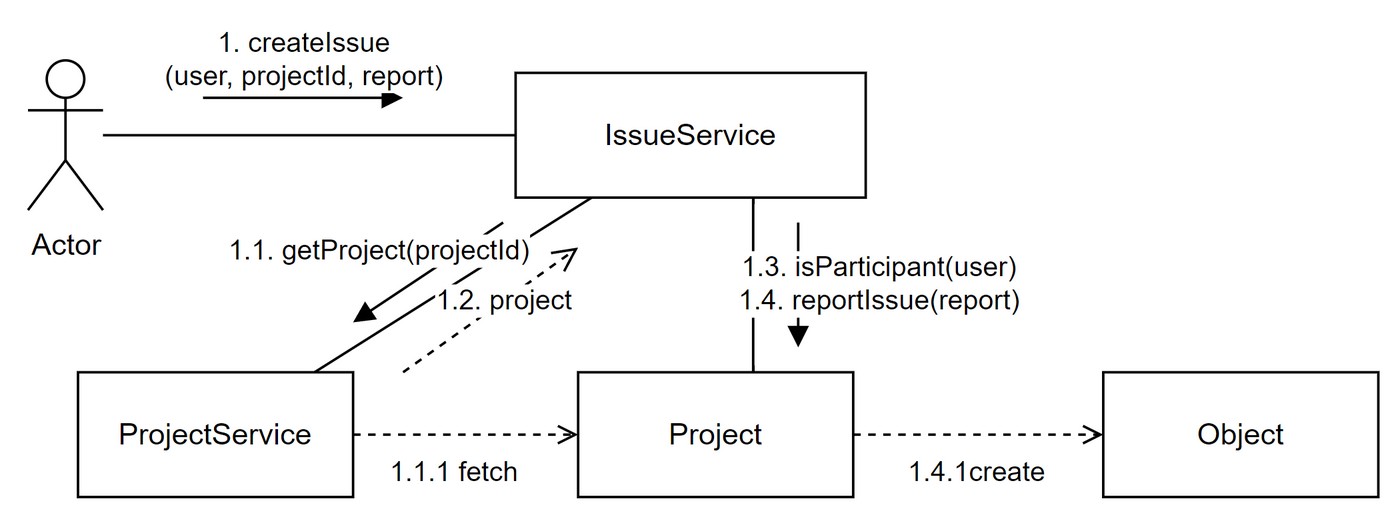 1. createIssue
(user, projectId, report)
IssueService
Actor
1.1. getProject(projectId)
1.2. project
1.3. isParticipant(user)
1.4. reportIssue(report)
ProjectService
Project
Object
1.1.1 fetch
1.4.1create